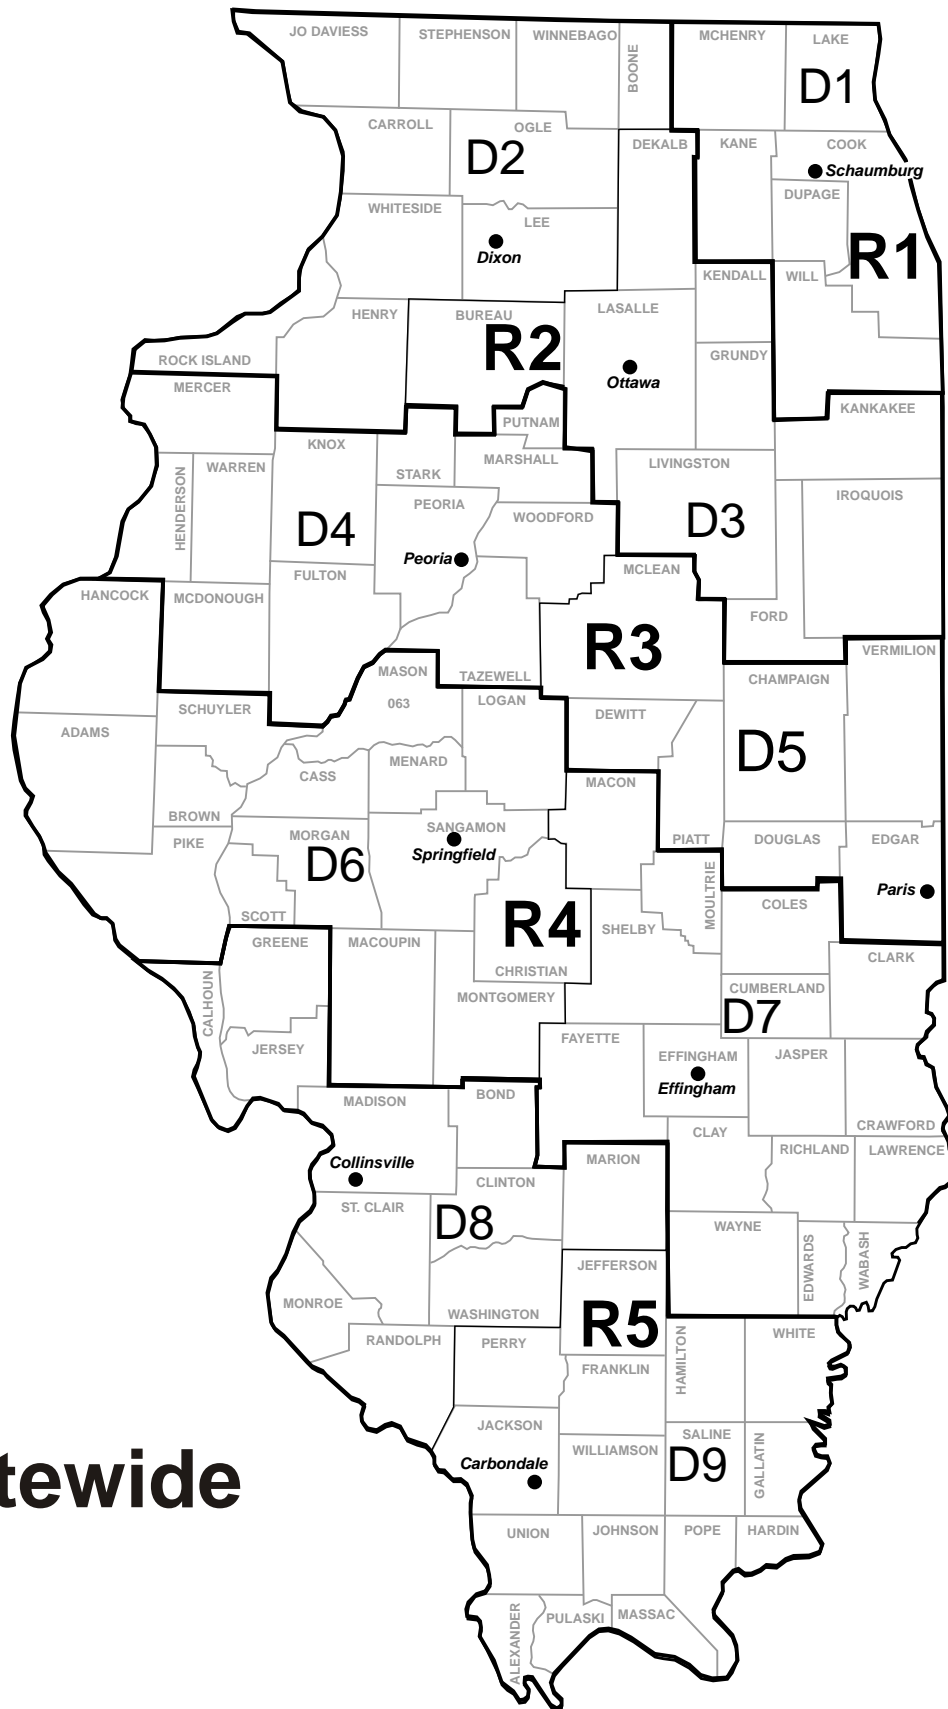 JO DAVIESS
STEPHENSON
WINNEBAGO
BOONE
MCHENRY
LAKE
D1
CARROLL
OGLE
D2
DEKALB
KANE
COOK
Schaumburg
DUPAGE
WHITESIDE
LEE
Dixon
R1
KENDALL
WILL
HENRY
BUREAU
LASALLE
R2
GRUNDY
ROCK ISLAND
Ottawa
MERCER
KANKAKEE
PUTNAM
KNOX
MARSHALL
WARREN
STARK
LIVINGSTON
HENDERSON
PEORIA
IROQUOIS
WOODFORD
D4
D3
Peoria
FULTON
MCLEAN
HANCOCK
MCDONOUGH
FORD
R3
VERMILION
MASON
TAZEWELL
CHAMPAIGN
063
LOGAN
SCHUYLER
DEWITT
ADAMS
D5
CASS
MENARD
MACON
BROWN
SANGAMON
PIKE
MORGAN
PIATT
DOUGLAS
EDGAR
D6
Springfield
MOULTRIE
Paris
COLES
SCOTT
R4
SHELBY
GREENE
MACOUPIN
CLARK
CHRISTIAN
CALHOUN
MONTGOMERY
CUMBERLAND
D7
FAYETTE
JERSEY
EFFINGHAM
JASPER
Effingham
MADISON
BOND
CRAWFORD
CLAY
RICHLAND
LAWRENCE
Collinsville
MARION
CLINTON
ST. CLAIR
D8
WAYNE
EDWARDS
WABASH
JEFFERSON
MONROE
WASHINGTON
R5
RANDOLPH
PERRY
HAMILTON
WHITE
FRANKLIN
JACKSON
SALINE
WILLIAMSON
D9
GALLATIN
Carbondale
tewide
UNION
JOHNSON
POPE
HARDIN
ALEXANDER
PULASKI
MASSAC